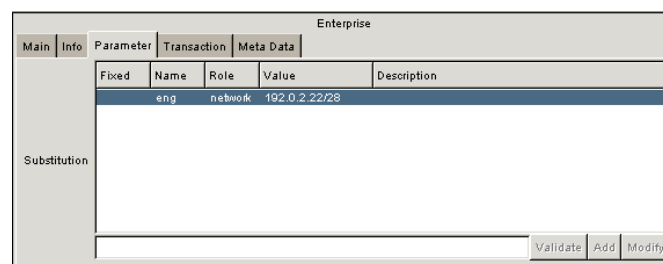 Enterprise
Main Info Parameter Transaction Meta Data
Fixed Name Role Value Description
eng network 192.0.2.22/28
Substitution
Validate Add Modify